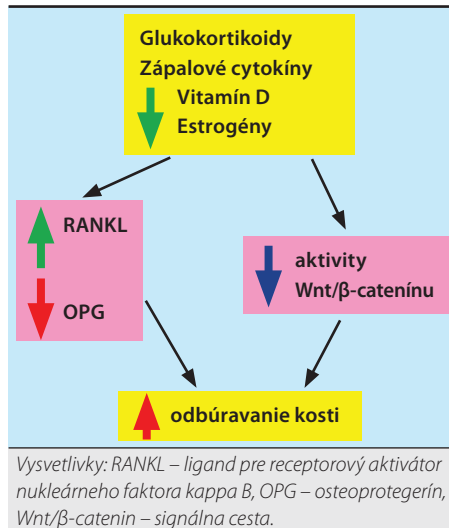 Glukokortikoidy
Zápalové cytokíny
Vitamín D
Estrogény
RANKL
OPG
aktivity
Wnt/β-catenínu
odbúravanie kosti
Vysvetlivky: RANKL – ligand pre receptorový aktivátor
nukleárneho faktora kappa B, OPG – osteoprotegerín,
Wnt/β-catenin – signálna cesta.